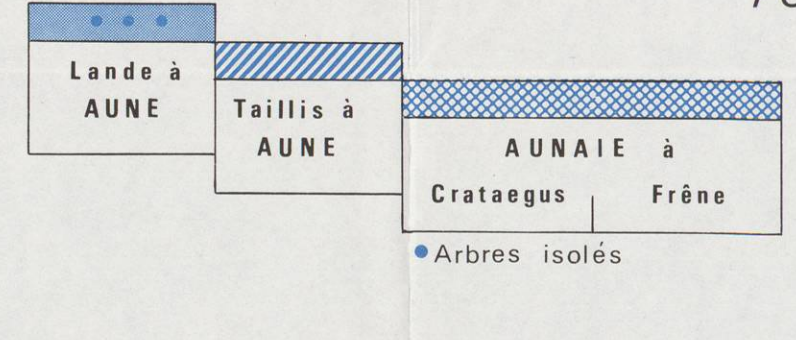 Lande à
AUNE
Taillis à
AUNE
AUNAIE à
Crataegus Frêne
Arbres isolés